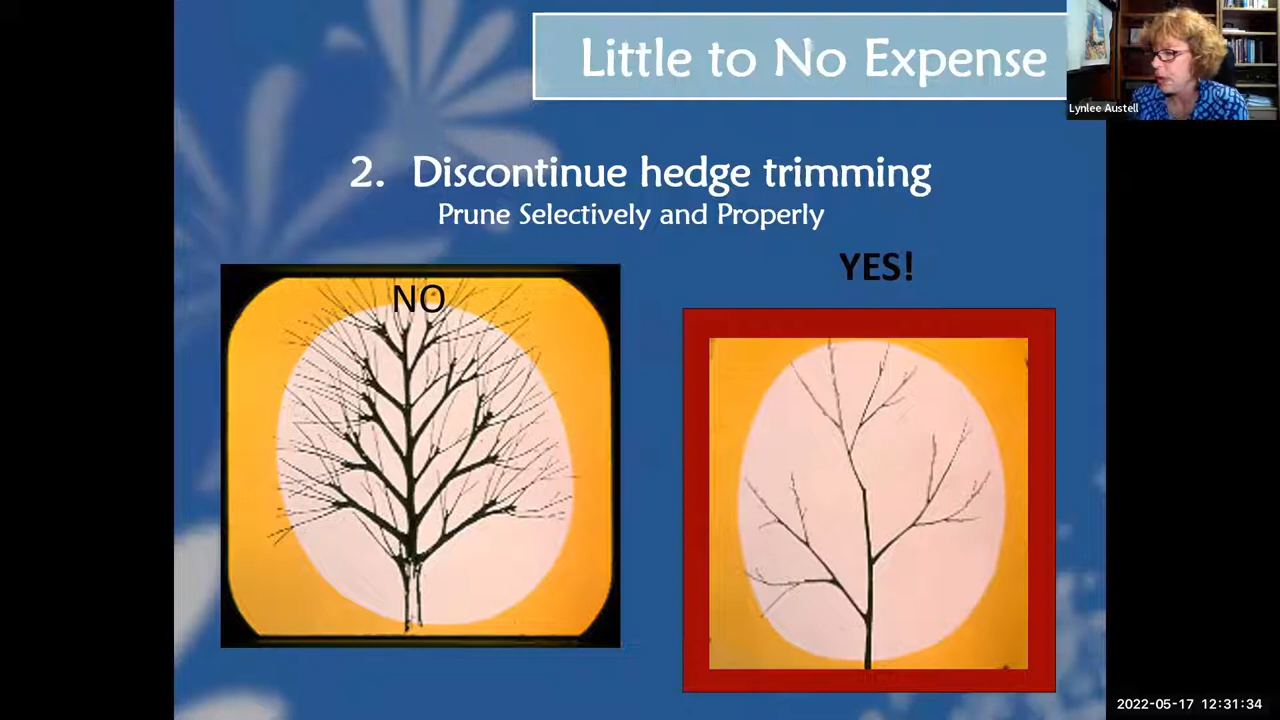 Little to No Expense
Lynlee Austell
2. Discontinue hedge trimming
Prune Selectively and Properly
YES!
NO
2022-05-17 12:31:34